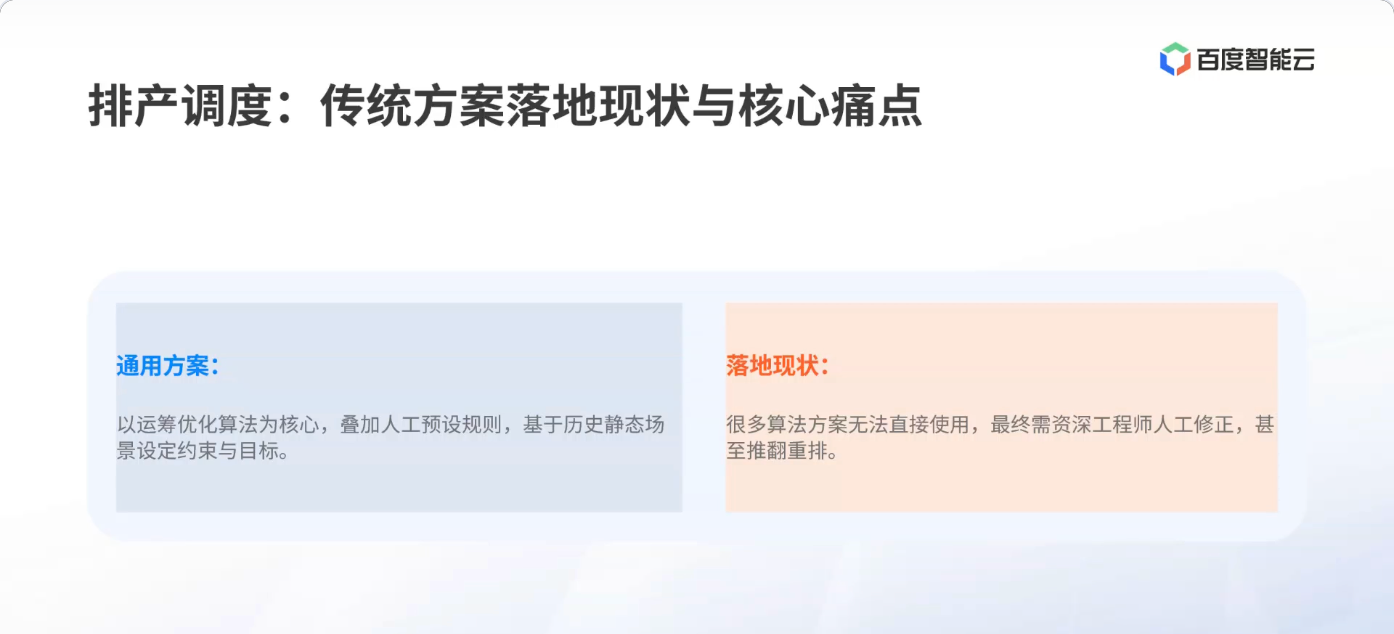 百度智能云
排产调度：传统方案落地现状与核心痛点
通用方案：
以运筹优化算法为核心，叠加人工预设规则，基于历史静态场
景设定约束与目标。
落地现状：
很多算法方案无法直接使用，最终需资深工程师人工修正，甚
至推翻重排。